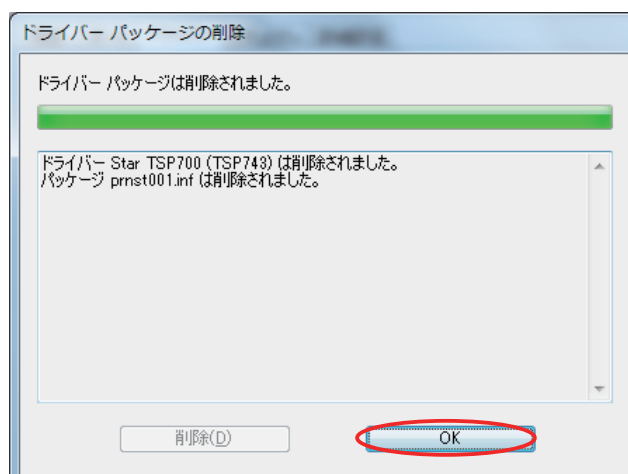 ドライバー パッケージの削除
ドライバー パッケージは削除されました。
ドライバー Star TSP700 (TSP743) は削除されました。
パッケージ prnst001.inf は削除されました。
削除(D)
OK